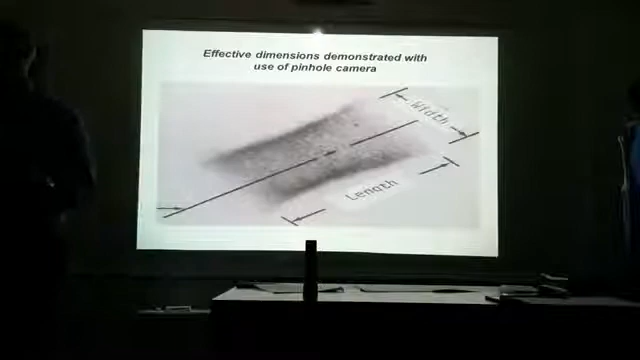 Effective dimensions demonstrated with
use of pinhole camera
Width
Length